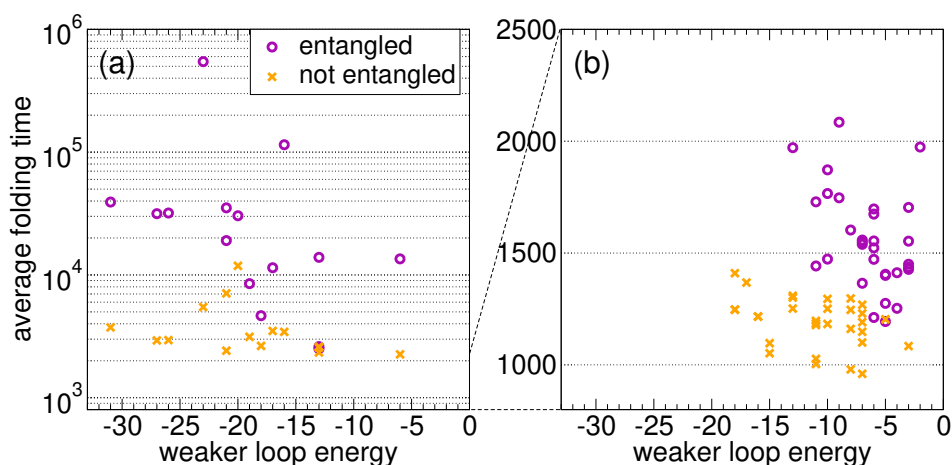 (a)
entangled
not entangled
10^6
10^5
10^4
10^3
average folding time
-30 -25 -20 -15 -10 -5 0
weaker loop energy
(b)
2500
2000
1500
1000
-30 -25 -20 -15 -10 -5 0
weaker loop energy